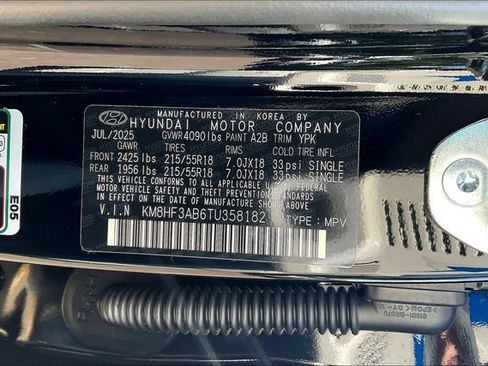 MANUFACTURED IN KOREA BY
HYUNDAI MOTOR COMPANY
JUL/2025 GVWR 4090lbs PAINT A2B TRIM YPK
GAWR TIRES RIMS COLD TIRE INFL
FRONT 2425 lbs 215/55R18 7.0JX18 33psi SINGLE
REAR 1956 lbs 215/55R18 7.0JX18 33 psi SINGLE
THIS VEHICLE CONFORMS TO ALL APPLICABLE U.S. FEDERAL
MOTOR VEHICLE SAFETY AND THEFT PREVENTION STANDARDS
IN EFFECT ON THE DATE OF MANUFACTURE SHOWN ABOVE.
V.I.N KM8HF3AB6TU358182 TYPE: MPV
E05